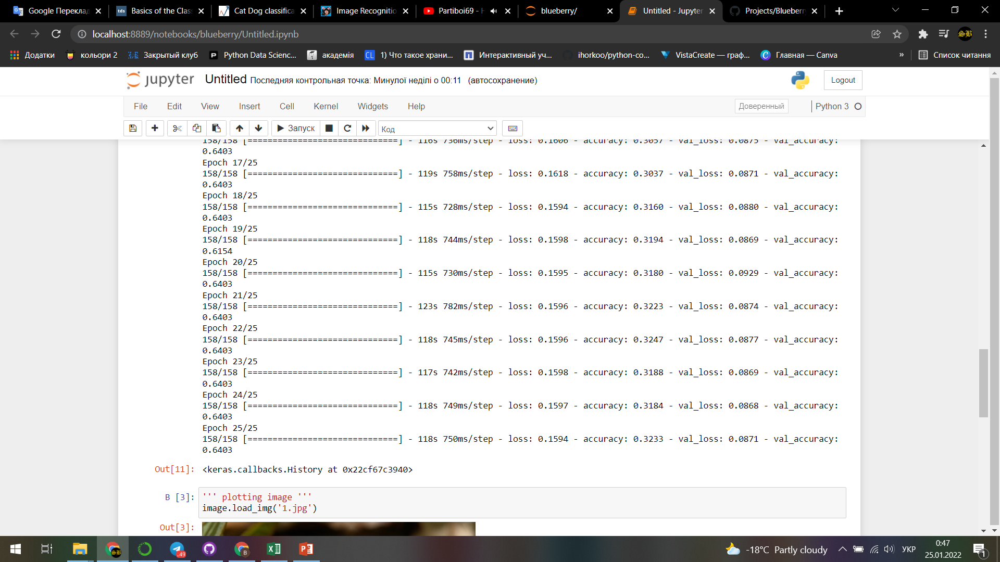 Google Переклад
tds Basics of the Clas
Cat Dog classifica
Image Recognitio
Partiboi69 -
blueberry/
Untitled - Jupyter
Projects/Blueberr
localhost:8889/notebooks/blueberry/Untitled.ipynb
SB
Додатки
кольори 2
Закрытый клуб
Python Data Scienc...
академія
CL 1) Что такое храни...
Интерактивный уч...
ihorkoo/python-co...
VistaCreate — граф...
Главная — Canva
»
Список читання
jupyter Untitled Последняя контрольная точка: Минулої неділі о 00:11 (автосохранение)
Logout
File Edit View Insert Cell Kernel Widgets Help
Доверенный Python 3
Запуск Код
158/158 [==============================] - 116s 736ms/step - loss: 0.1606 - accuracy: 0.3057 - val_loss: 0.0875 - val_accuracy:
0.6403
Epoch 17/25
158/158 [==============================] - 119s 758ms/step - loss: 0.1618 - accuracy: 0.3037 - val_loss: 0.0871 - val_accuracy:
0.6403
Epoch 18/25
158/158 [==============================] - 115s 728ms/step - loss: 0.1594 - accuracy: 0.3160 - val_loss: 0.0880 - val_accuracy:
0.6403
Epoch 19/25
158/158 [==============================] - 118s 744ms/step - loss: 0.1598 - accuracy: 0.3194 - val_loss: 0.0869 - val_accuracy:
0.6154
Epoch 20/25
158/158 [==============================] - 115s 730ms/step - loss: 0.1595 - accuracy: 0.3180 - val_loss: 0.0929 - val_accuracy:
0.6403
Epoch 21/25
158/158 [==============================] - 123s 782ms/step - loss: 0.1596 - accuracy: 0.3223 - val_loss: 0.0874 - val_accuracy:
0.6403
Epoch 22/25
158/158 [==============================] - 118s 745ms/step - loss: 0.1596 - accuracy: 0.3247 - val_loss: 0.0877 - val_accuracy:
0.6403
Epoch 23/25
158/158 [==============================] - 117s 742ms/step - loss: 0.1598 - accuracy: 0.3188 - val_loss: 0.0869 - val_accuracy:
0.6403
Epoch 24/25
158/158 [==============================] - 118s 749ms/step - loss: 0.1597 - accuracy: 0.3184 - val_loss: 0.0868 - val_accuracy:
0.6403
Epoch 25/25
158/158 [==============================] - 118s 750ms/step - loss: 0.1594 - accuracy: 0.3233 - val_loss: 0.0871 - val_accuracy:
0.6403
Out[11]: <keras.callbacks.History at 0x22cf67c3940>
В [3]: ''' plotting image '''
image.load_img('1.jpg')
Out[3]:
49
B
-18°C Partly cloudy
УКР
0:47
25.01.2022
1